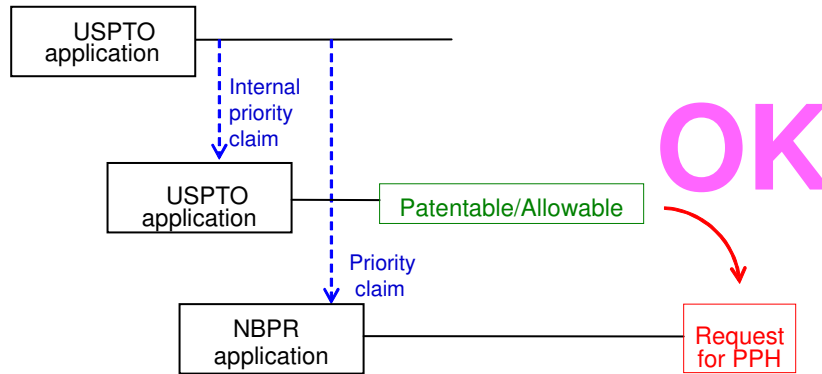 USPTO
application
Internal
priority
claim
OK
USPTO
application
Patentable/Allowable
Priority
claim
NBPR
application
Request
for PPH